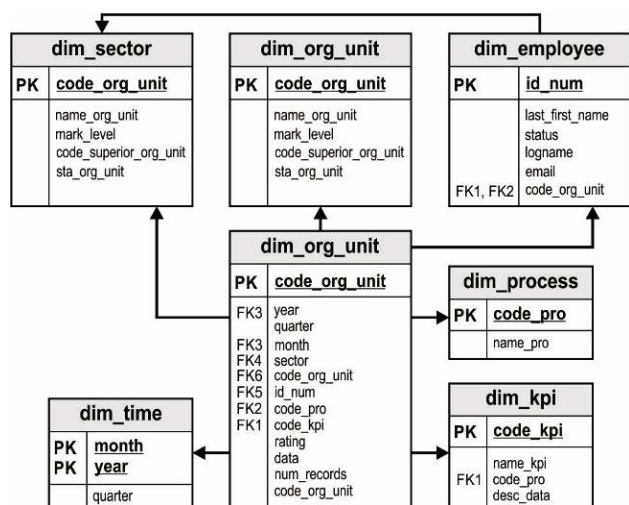 dim_sector
PK code_org_unit
name_org_unit
mark_level
code_superior_org_unit
sta_org_unit
dim_org_unit
PK code_org_unit
name_org_unit
mark_level
code_superior_org_unit
sta_org_unit
dim_employee
PK id_num
last_first_name
status
logname
email
FK1, FK2 code_org_unit
dim_org_unit
PK code_org_unit
FK3 year
quarter
FK3 month
FK4 sector
FK6 code_org_unit
FK5 id_num
FK2 code_pro
FK1 code_kpi
rating
data
num_records
code_org_unit
dim_process
PK code_pro
name_pro
dim_time
PK month
PK year
quarter
dim_kpi
PK code_kpi
name_kpi
FK1 code_pro
desc_data